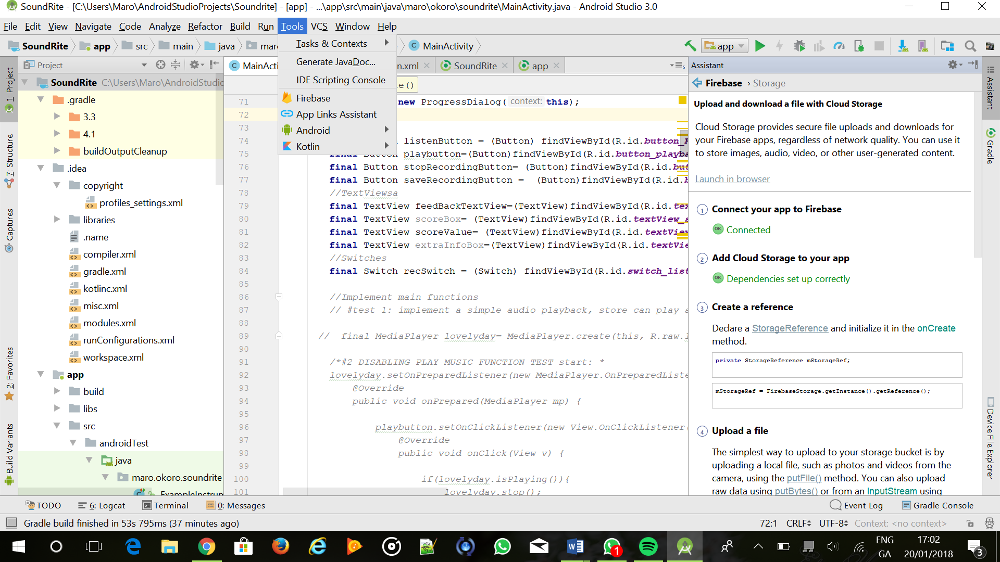 SoundRite - [C:\Users\Maro\AndroidStudioProjects\Soundrite] - [app] - ...\app\src\main\java\maro\okoro\soundrite\MainActivity.java - Android Studio 3.0
File Edit View Navigate Code Analyze Refactor Build Run Tools VCS Window Help
SoundRite app src main java mar MainActivity app
Tasks & Contexts
Generate JavaDoc...
IDE Scripting Console
Firebase
App Links Assistant
Android
Kotlin
Project
MainActi n.xml SoundRite app
SoundRite C:\Users\Maro\AndroidStudio
.gradle
3.3
4.1
buildOutputCleanup
.idea
copyright
profiles_settings.xml
libraries
.name
compiler.xml
gradle.xml
kotlinc.xml
misc.xml
modules.xml
runConfigurations.xml
workspace.xml
app
build
libs
src
androidTest
java
maro.okoro.soundrite
ExampleInstrum
1: Project
7: Structure
Captures
2: Favorites
Build Variants
te()
71 new ProgressDialog( context: this);
72
73
74 listenButton = (Button) findViewById(R.id.button_
75 final Button playbutton=(Button)findViewById(R.id.button_playba
76 final Button stopRecordingButton= (Button)findViewById(R.id.but
77 final Button saveRecordingButton = (Button)findViewById(R.id.b
78 //TextViewsa
79 final TextView feedBackTextView=(TextView)findViewById(R.id.tex
80 final TextView scoreBox= (TextView)findViewById(R.id.textView_s
81 final TextView scoreValue= (TextView)findViewById(R.id.textView
82 final TextView extraInfoBox=(TextView)findViewById(R.id.textVie
83 //Switches
84 final Switch recSwitch = (Switch) findViewById(R.id.switch_list
85
86 //Implement main functions
87 // #test 1: implement a simple audio playback, store can play a
88
89 // final MediaPlayer lovelyday= MediaPlayer.create(this, R.raw.l
90
91 /*#2 DISABLING PLAY MUSIC FUNCTION TEST start: *
92 lovelyday.setOnPreparedListener(new MediaPlayer.OnPreparedListe
93 @Override
94 public void onPrepared(MediaPlayer mp) {
95
96 playbutton.setOnClickListener(new View.OnClickListener(
97 @Override
98 public void onClick(View v) {
99
100 if(lovelyday.isPlaying()){
101 lovelyday.stop();
Assistant
Firebase › Storage
Upload and download a file with Cloud Storage
Cloud Storage provides secure file uploads and downloads for
your Firebase apps, regardless of network quality. You can use it
to store images, audio, video, or other user-generated content.
Launch in browser
1 Connect your app to Firebase
OK Connected
2 Add Cloud Storage to your app
OK Dependencies set up correctly
3 Create a reference
Declare a StorageReference and initialize it in the onCreate
method.
private StorageReference mStorageRef;
mStorageRef = FirebaseStorage.getInstance().getReference();
4 Upload a file
The simplest way to upload to your storage bucket is by
uploading a local file, such as photos and videos from the
camera, using the putFile() method. You can also upload
raw data using putBytes() or from an InputStream using
Assistant
Gradle
Device File Explorer
TODO 6: Logcat Terminal 0: Messages Event Log Gradle Console
Gradle build finished in 53s 795ms (37 minutes ago) 72:1 CRLF UTF-8 Context: <no context>
1 ENG 17:02
GA 20/01/2018 3